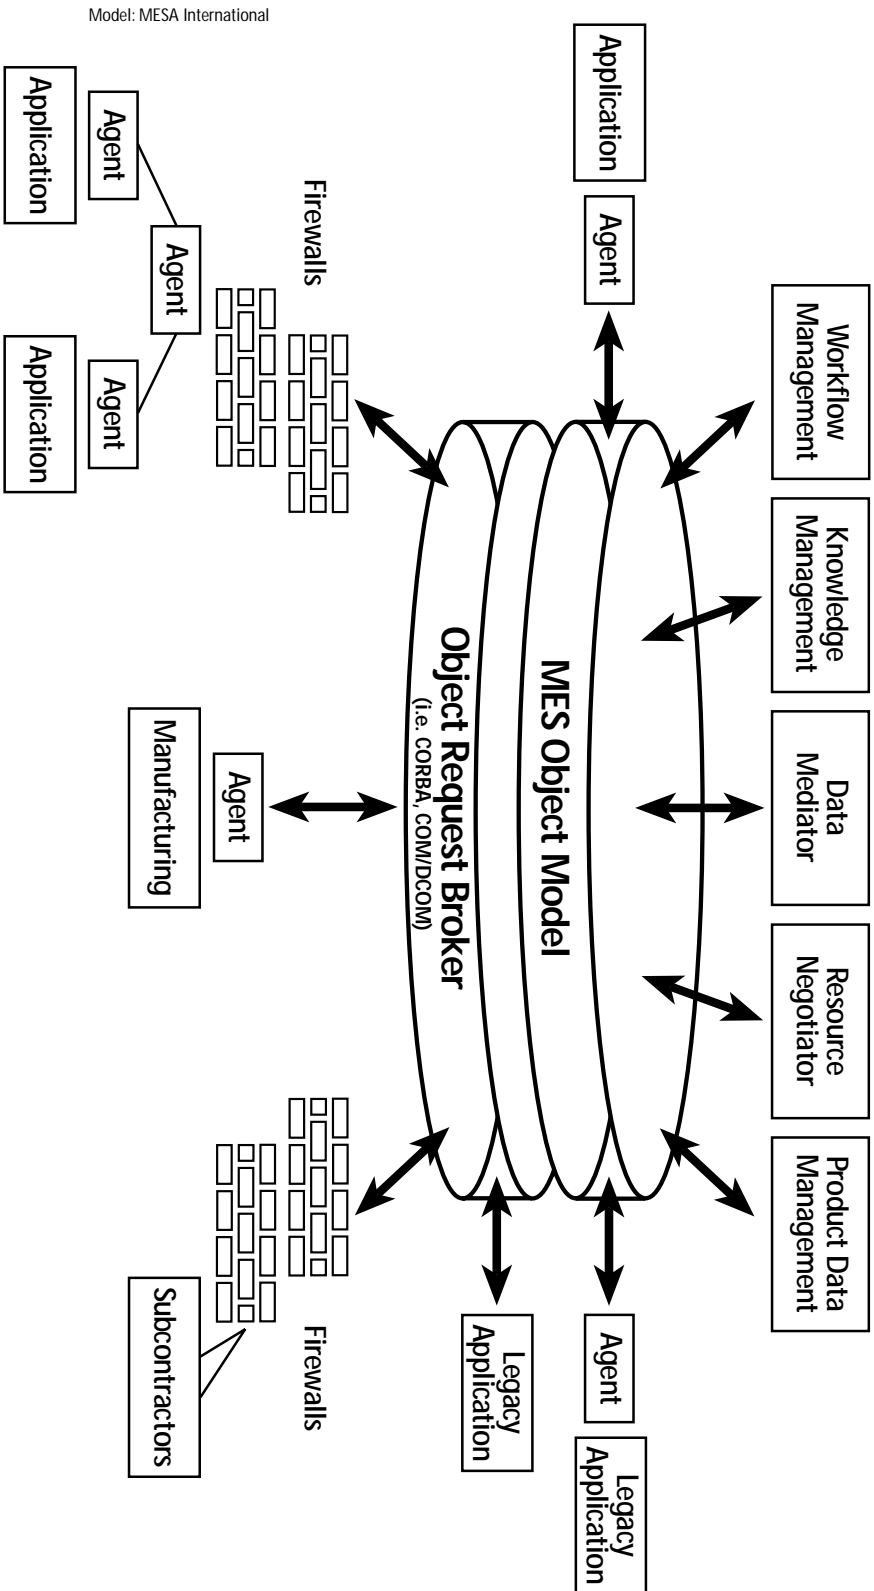 Model: MESA International
Workflow
Management
Knowledge
Management
Data
Mediator
Resource
Negotiator
Product Data
Management
Application
Agent
MES Object Model
Agent
Legacy
Application
Object Request Broker
(i.e. CORBA, COM/DCOM)
Legacy
Application
Firewalls
Firewalls
Agent
Agent
Application
Agent
Application
Agent
Manufacturing
Subcontractors